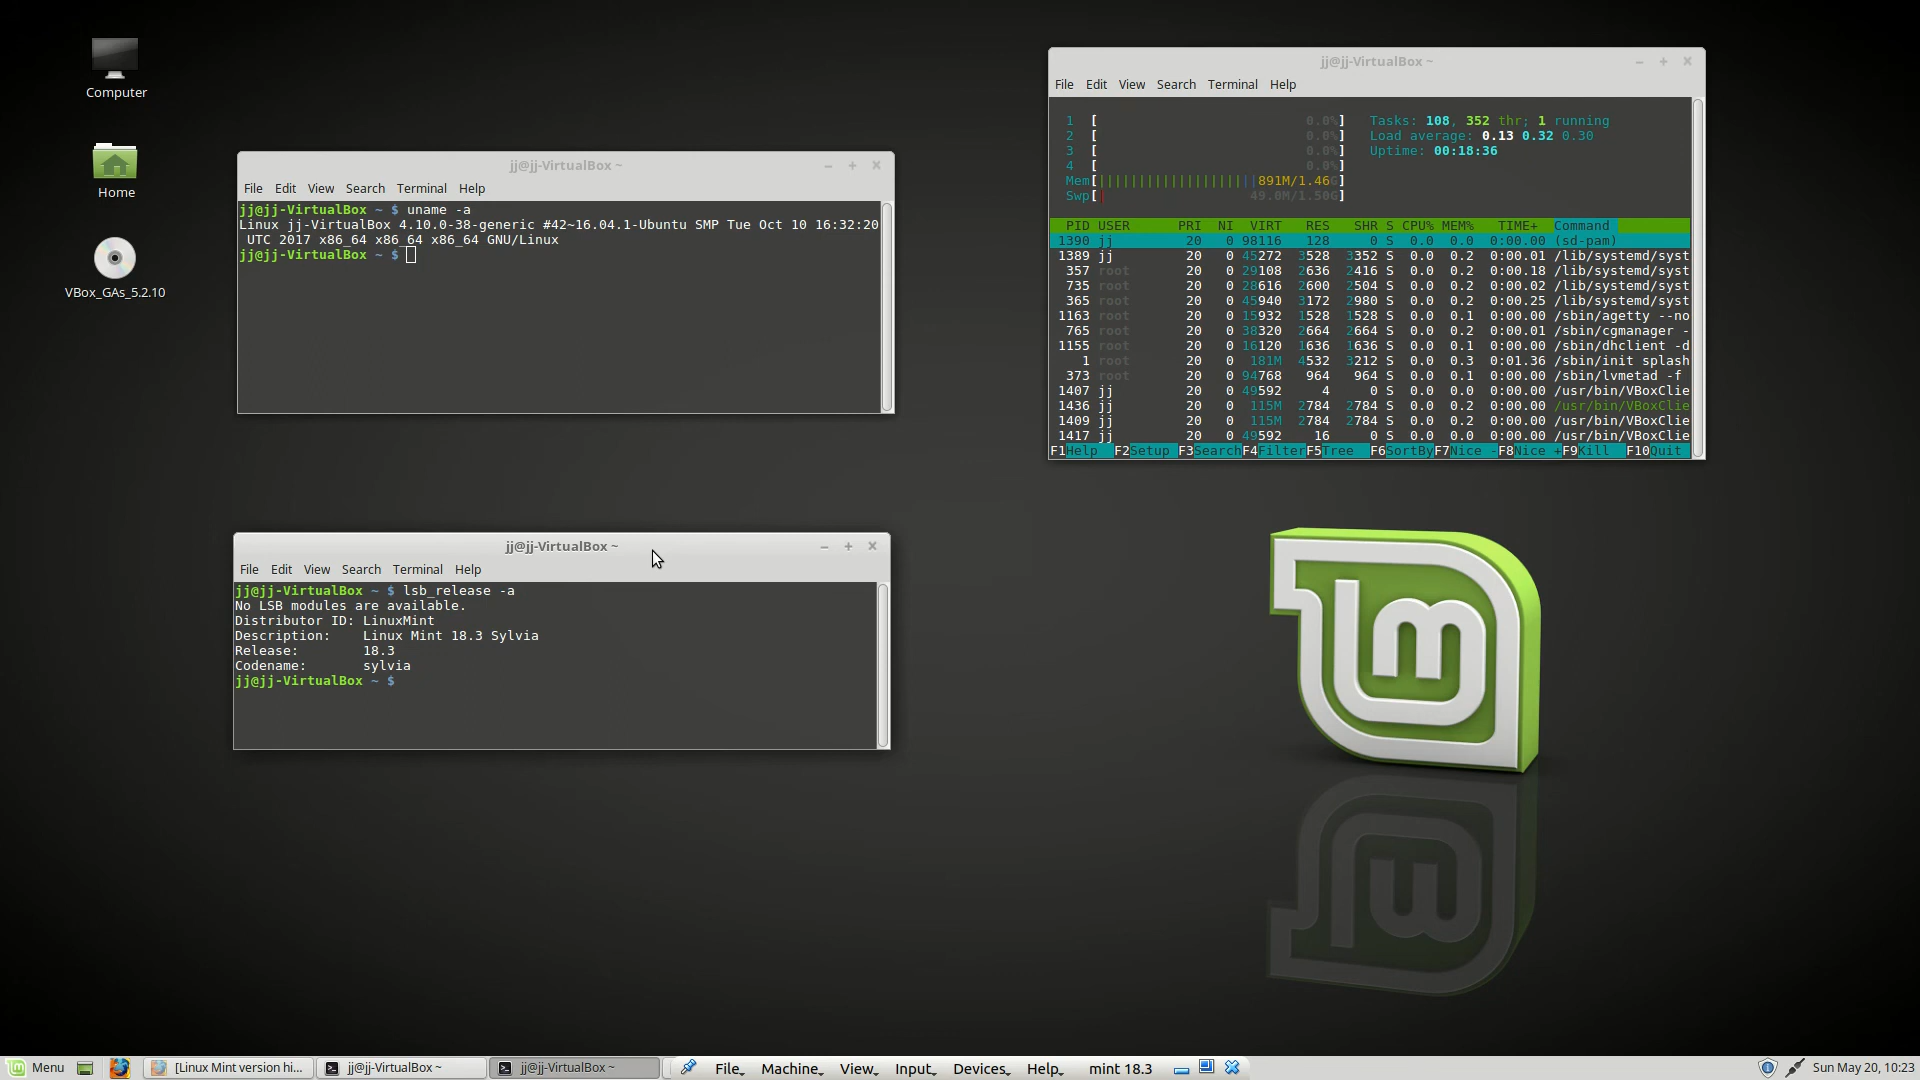 Computer
Home
VBox_GAs_5.2.10
jj@jj-VirtualBox ~
File Edit View Search Terminal Help
jj@jj-VirtualBox ~ $ uname -a
Linux jj-VirtualBox 4.10.0-38-generic #42~16.04.1-Ubuntu SMP Tue Oct 10 16:32:20
UTC 2017 x86_64 x86_64 x86_64 GNU/Linux
jj@jj-VirtualBox ~ $
jj@jj-VirtualBox ~
File Edit View Search Terminal Help
1 [ 0.0%] Tasks: 108, 352 thr; 1 running
2 [ 0.0%] Load average: 0.13 0.32 0.30
3 [ 0.0%] Uptime: 00:18:36
4 [ 0.0%]
Mem[||||||||||||||||||||891M/1.46G]
Swp[| 49.0M/1.50G]
PID USER PRI NI VIRT RES SHR S CPU% MEM% TIME+ Command
1390 jj 20 0 98116 128 0 S 0.0 0.0 0:00.00 (sd-pam)
1389 jj 20 0 45272 3528 3352 S 0.0 0.2 0:00.01 /lib/systemd/syst
357 root 20 0 29108 2636 2416 S 0.0 0.2 0:00.18 /lib/systemd/syst
735 root 20 0 28616 2600 2504 S 0.0 0.2 0:00.02 /lib/systemd/syst
365 root 20 0 45940 3172 2980 S 0.0 0.2 0:00.25 /lib/systemd/syst
1163 root 20 0 15932 1528 1528 S 0.0 0.1 0:00.00 /sbin/agetty --no
765 root 20 0 38320 2664 2664 S 0.0 0.2 0:00.01 /sbin/cgmanager -
1155 root 20 0 16120 1636 1636 S 0.0 0.1 0:00.00 /sbin/dhclient -d
1 root 20 0 181M 4532 3212 S 0.0 0.3 0:01.36 /sbin/init splash
373 root 20 0 94768 964 964 S 0.0 0.1 0:00.00 /sbin/lvmetad -f
1407 jj 20 0 49592 4 0 S 0.0 0.0 0:00.00 /usr/bin/VBoxClie
1436 jj 20 0 115M 2784 2784 S 0.0 0.2 0:00.00 /usr/bin/VBoxClie
1409 jj 20 0 115M 2784 2784 S 0.0 0.2 0:00.00 /usr/bin/VBoxClie
1417 jj 20 0 49592 16 0 S 0.0 0.0 0:00.00 /usr/bin/VBoxClie
F1Help F2Setup F3SearchF4FilterF5Tree F6SortByF7Nice -F8Nice +F9Kill F10Quit
jj@jj-VirtualBox ~
File Edit View Search Terminal Help
jj@jj-VirtualBox ~ $ lsb_release -a
No LSB modules are available.
Distributor ID: LinuxMint
Description: Linux Mint 18.3 Sylvia
Release: 18.3
Codename: sylvia
jj@jj-VirtualBox ~ $
Menu [Linux Mint version hi... jj@jj-VirtualBox ~ jj@jj-VirtualBox ~ File Machine View Input Devices Help mint 18.3 Sun May 20, 10:23